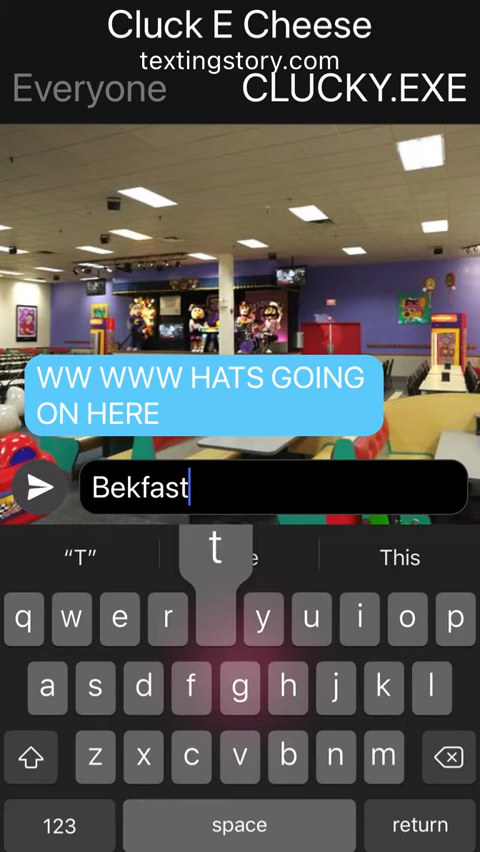 Cluck E Cheese
textingstory.com
Everyone CLUCKY.EXE
WW WWW HATS GOING
ON HERE
Bekfast
“T” e This
t
q w e r y u i o p
a s d f g h j k l
z x c v b n m
123 space return